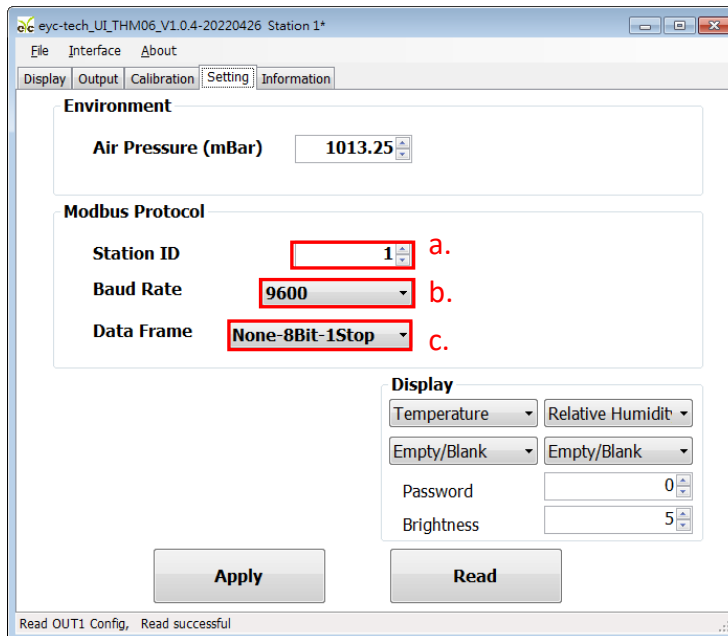 eyc eyc-tech_UI_THM06_V1.0.4-20220426 Station 1*
File Interface About
Display Output Calibration Setting Information
Environment
Air Pressure (mBar) 1013.25
Modbus Protocol
Station ID 1 a.
Baud Rate 9600 b.
Data Frame None-8Bit-1Stop c.
Display
Temperature Relative Humidit
Empty/Blank Empty/Blank
Password 0
Brightness 5
Apply Read
Read OUT1 Config, Read successful